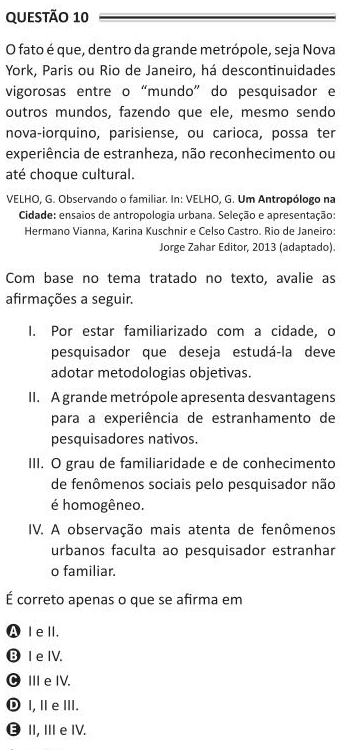 QUESTÃO 10
O fato é que, dentro da grande metrópole, seja Nova
York, Paris ou Rio de Janeiro, há descontinuidades
vigorosas entre o “mundo” do pesquisador e
outros mundos, fazendo que ele, mesmo sendo
nova-iorquino, parisiense, ou carioca, possa ter
experiência de estranheza, não reconhecimento ou
até choque cultural.
VELHO, G. Observando o familiar. In: VELHO, G. Um Antropólogo na
Cidade: ensaios de antropologia urbana. Seleção e apresentação:
Hermano Vianna, Karina Kuschnir e Celso Castro. Rio de Janeiro:
Jorge Zahar Editor, 2013 (adaptado).
Com base no tema tratado no texto, avalie as
afirmações a seguir.
I. Por estar familiarizado com a cidade, o
pesquisador que deseja estudá-la deve
adotar metodologias objetivas.
II. A grande metrópole apresenta desvantagens
para a experiência de estranhamento de
pesquisadores nativos.
III. O grau de familiaridade e de conhecimento
de fenômenos sociais pelo pesquisador não
é homogêneo.
IV. A observação mais atenta de fenômenos
urbanos faculta ao pesquisador estranhar
o familiar.
É correto apenas o que se afirma em
A I e II.
B I e IV.
C III e IV.
D I, II e III.
E II, III e IV.